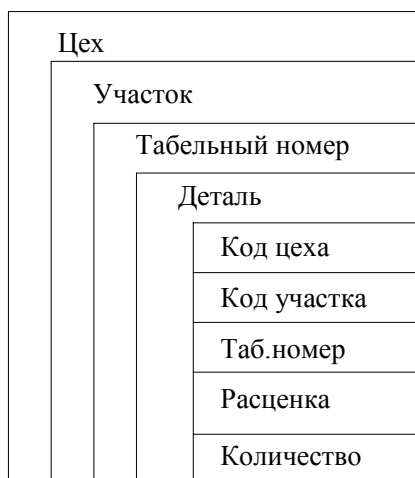 Цех
Участок
Табельный номер
Деталь
Код цеха
Код участка
Таб.номер
Расценка
Количество